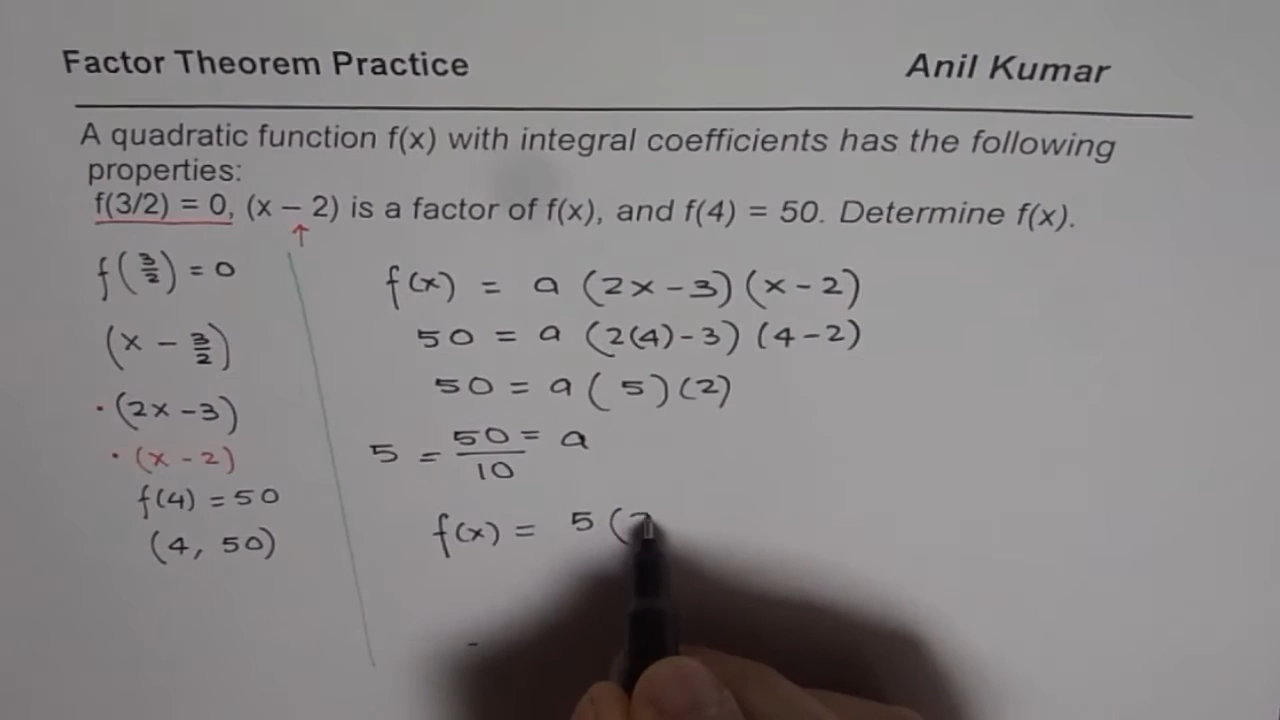 Factor Theorem Practice
Anil Kumar
A quadratic function f(x) with integral coefficients has the following
properties:
f(3/2) = 0, (x – 2) is a factor of f(x), and f(4) = 50. Determine f(x).
↑
f(3/2) = 0
(x - 3/2)
• (2x - 3)
• (x - 2)
f(4) = 50
(4, 50)
f(x) = a (2x - 3)(x - 2)
50 = a (2(4) - 3) (4 - 2)
50 = a (5)(2)
5 = 50/10 = a
f(x) = 5 (